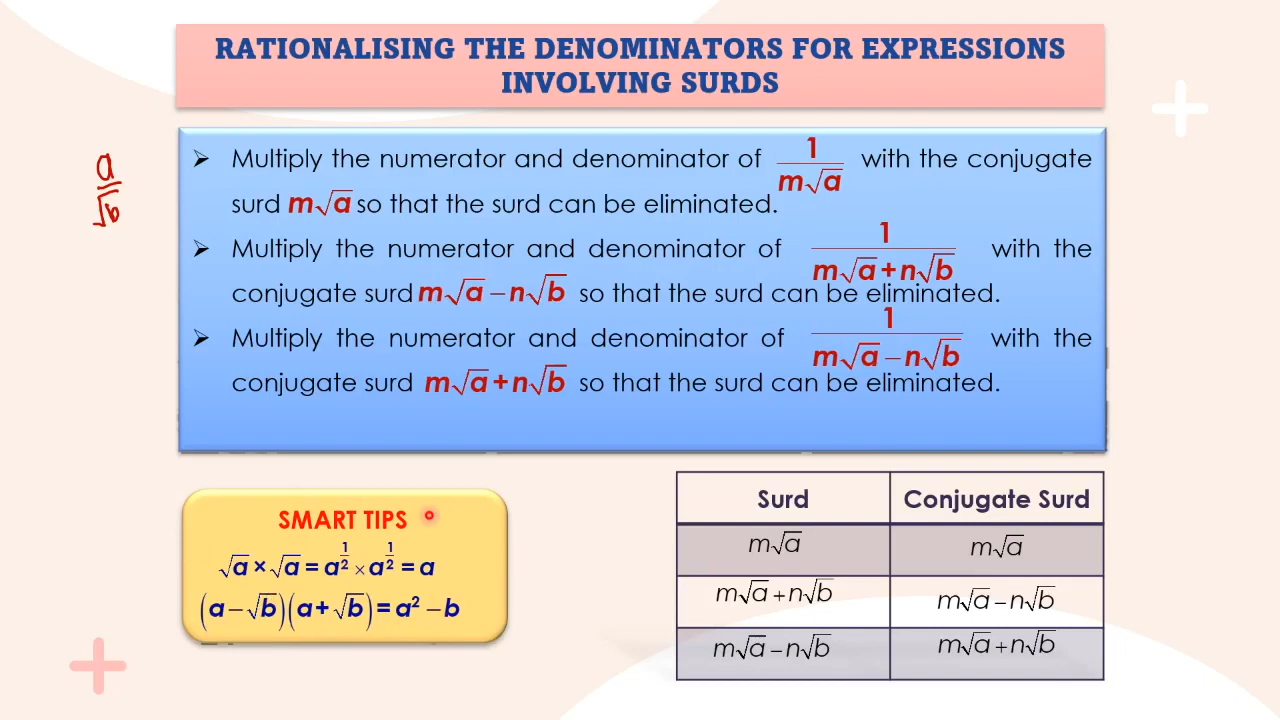 RATIONALISING THE DENOMINATORS FOR EXPRESSIONS
INVOLVING SURDS
a/√a
➢ Multiply the numerator and denominator of 1/(m√a) with the conjugate
surd m√a so that the surd can be eliminated.
➢ Multiply the numerator and denominator of 1/(m√a+n√b) with the
conjugate surd m√a−n√b so that the surd can be eliminated.
➢ Multiply the numerator and denominator of 1/(m√a−n√b) with the
conjugate surd m√a+n√b so that the surd can be eliminated.
SMART TIPS
√a×√a=a^(1/2)×a^(1/2)=a
(a−√b)(a+√b)=a²−b
Surd Conjugate Surd
m√a m√a
m√a+n√b m√a−n√b
m√a−n√b m√a+n√b